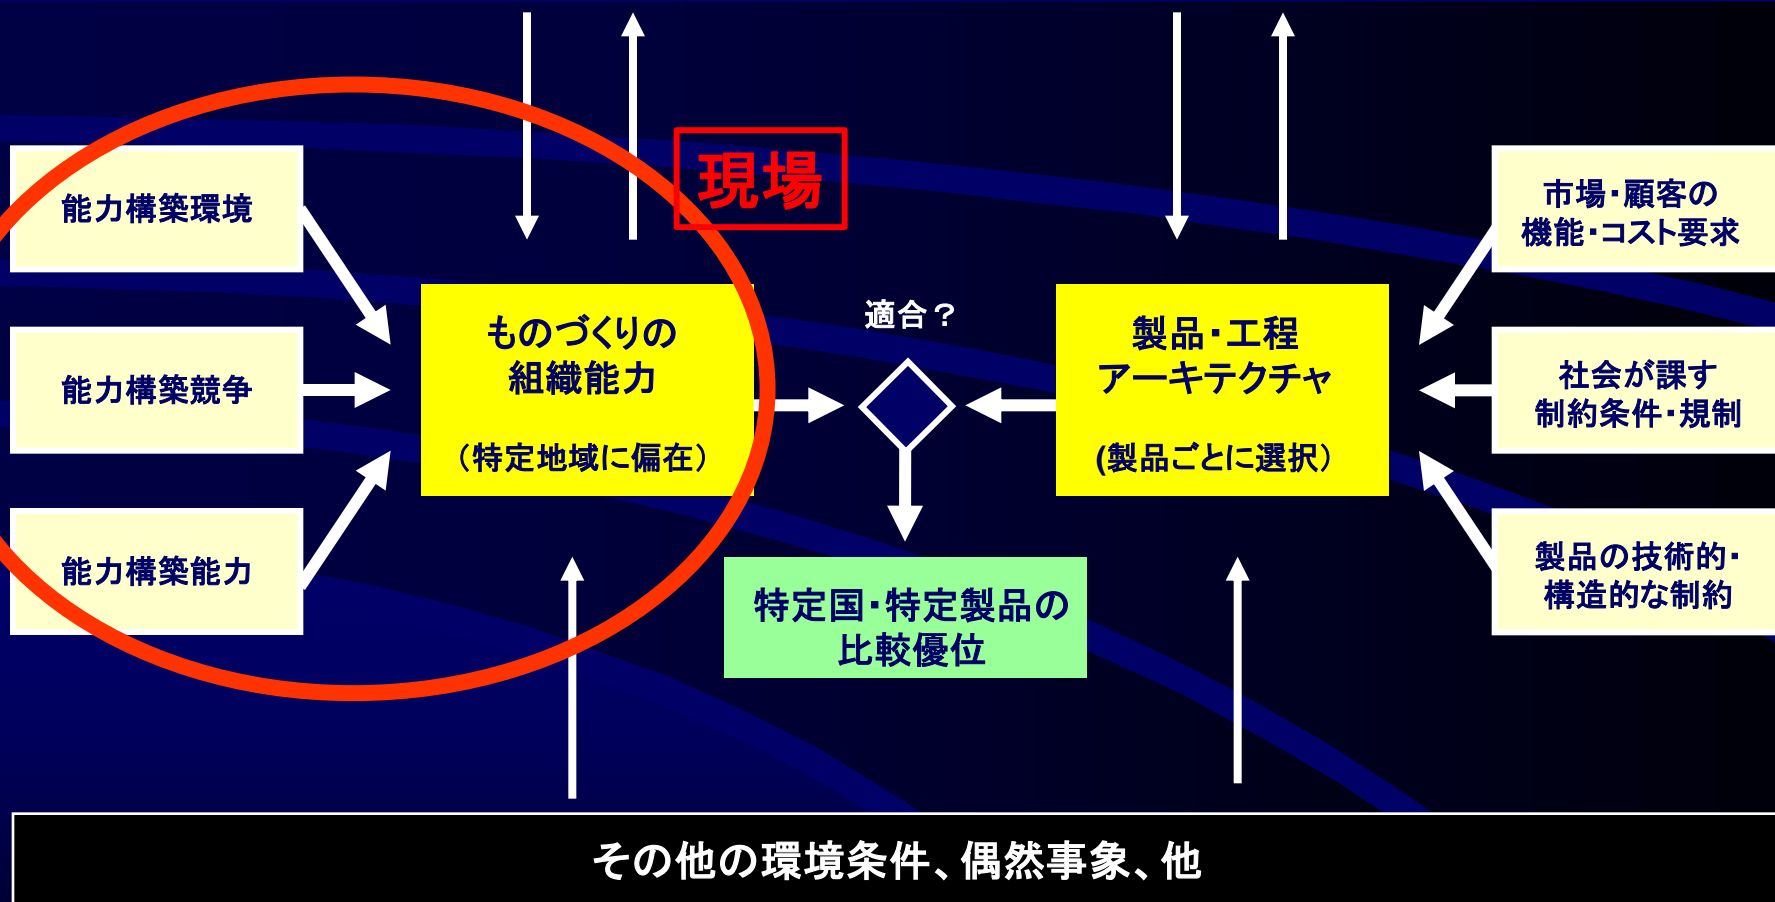 現場
能力構築環境
能力構築競争
能力構築能力
ものづくりの
組織能力
（特定地域に偏在）
適合？
製品・工程
アーキテクチャ
(製品ごとに選択）
市場・顧客の
機能・コスト要求
社会が課す
制約条件・規制
製品の技術的・
構造的な制約
特定国・特定製品の
比較優位
その他の環境条件、偶然事象、他